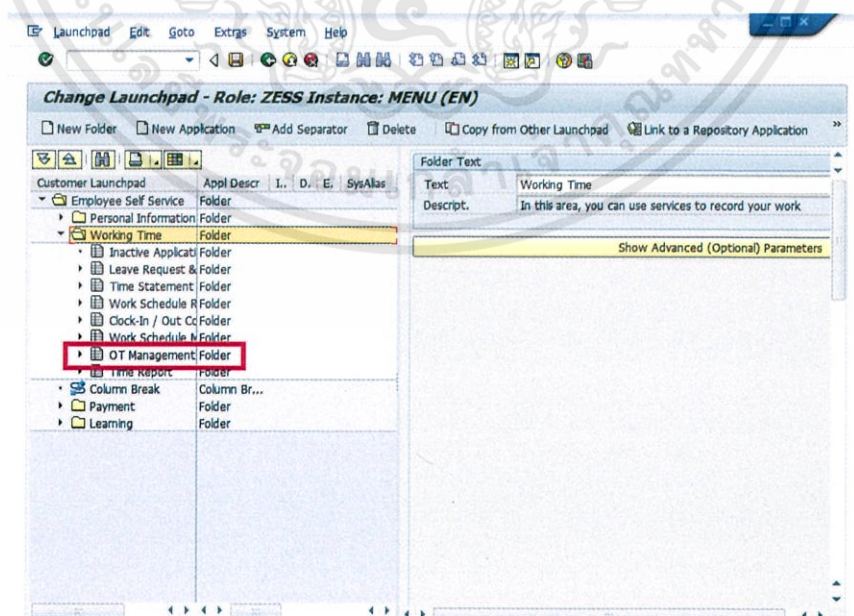 Launchpad Edit Goto Extras System Help
Change Launchpad - Role: ZESS Instance: MENU (EN)
New Folder New Application Add Separator Delete Copy from Other Launchpad Link to a Repository Application »
Folder Text
Customer Launchpad Appl Descr I.. D. E. SysAlias
Text Working Time
Employee Self Service Folder
Descript. In this area, you can use services to record your work
Personal Information Folder
Working Time Folder
Show Advanced (Optional) Parameters
Inactive Applicati Folder
Leave Request & Folder
Time Statement Folder
Work Schedule R Folder
Clock-In / Out Cc Folder
Work Schedule M Folder
OT Management Folder
Time Report Folder
Column Break Column Br...
Payment Folder
Learning Folder